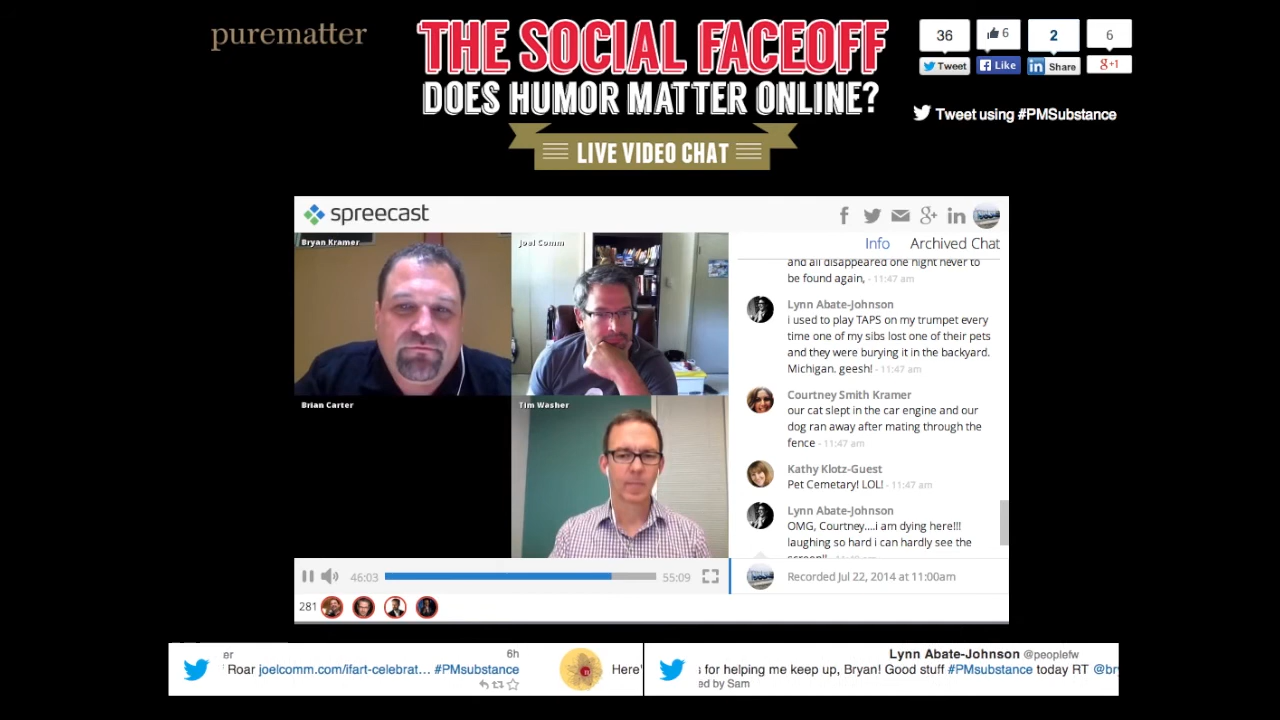 purematter
THE SOCIAL FACEOFF
DOES HUMOR MATTER ONLINE?
LIVE VIDEO CHAT
36
6
2
6
Tweet
Like
Share
+1
Tweet using #PMSubstance
spreecast
Info
Archived Chat
Bryan Kramer
Joel Comm
Brian Carter
Tim Washer
and all disappeared one night never to
be found again, - 11:47 am
Lynn Abate-Johnson
i used to play TAPS on my trumpet every
time one of my sibs lost one of their pets
and they were burying it in the backyard.
Michigan. geesh! - 11:47 am
Courtney Smith Kramer
our cat slept in the car engine and our
dog ran away after mating through the
fence - 11:47 am
Kathy Klotz-Guest
Pet Cemetary! LOL! - 11:47 am
Lynn Abate-Johnson
OMG, Courtney....i am dying here!!!
laughing so hard i can hardly see the
46:03
55:09
Recorded Jul 22, 2014 at 11:00am
281
er
6h
Roar joelcomm.com/ifart-celebrat... #PMsubstance
Here'
Lynn Abate-Johnson @peoplefw
s for helping me keep up, Bryan! Good stuff #PMsubstance today RT @br
ed by Sam